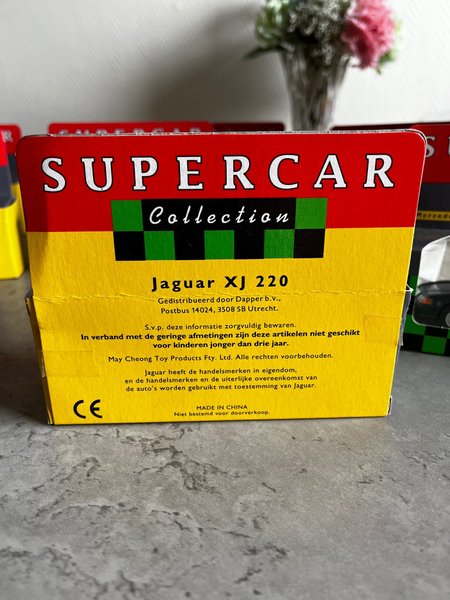 SUPERCAR
Collection
Jaguar XJ 220
Gedistribueerd door Dapper b.v.,
Postbus 14024, 3508 SB Utrecht.
S.v.p. deze informatie zorgvuldig bewaren.
In verband met de geringe afmetingen zijn deze artikelen niet geschikt
voor kinderen jonger dan drie jaar.
May Cheong Toy Products Fty. Ltd. Alle rechten voorbehouden.
Jaguar heeft de handelsmerken in eigendom,
en de handelsmerken en de uiterlijke overeenkomst van
de auto's worden gebruikt met toestemming van Jaguar.
CE
MADE IN CHINA
Niet bestemd voor doorverkoop.
S
Mercede